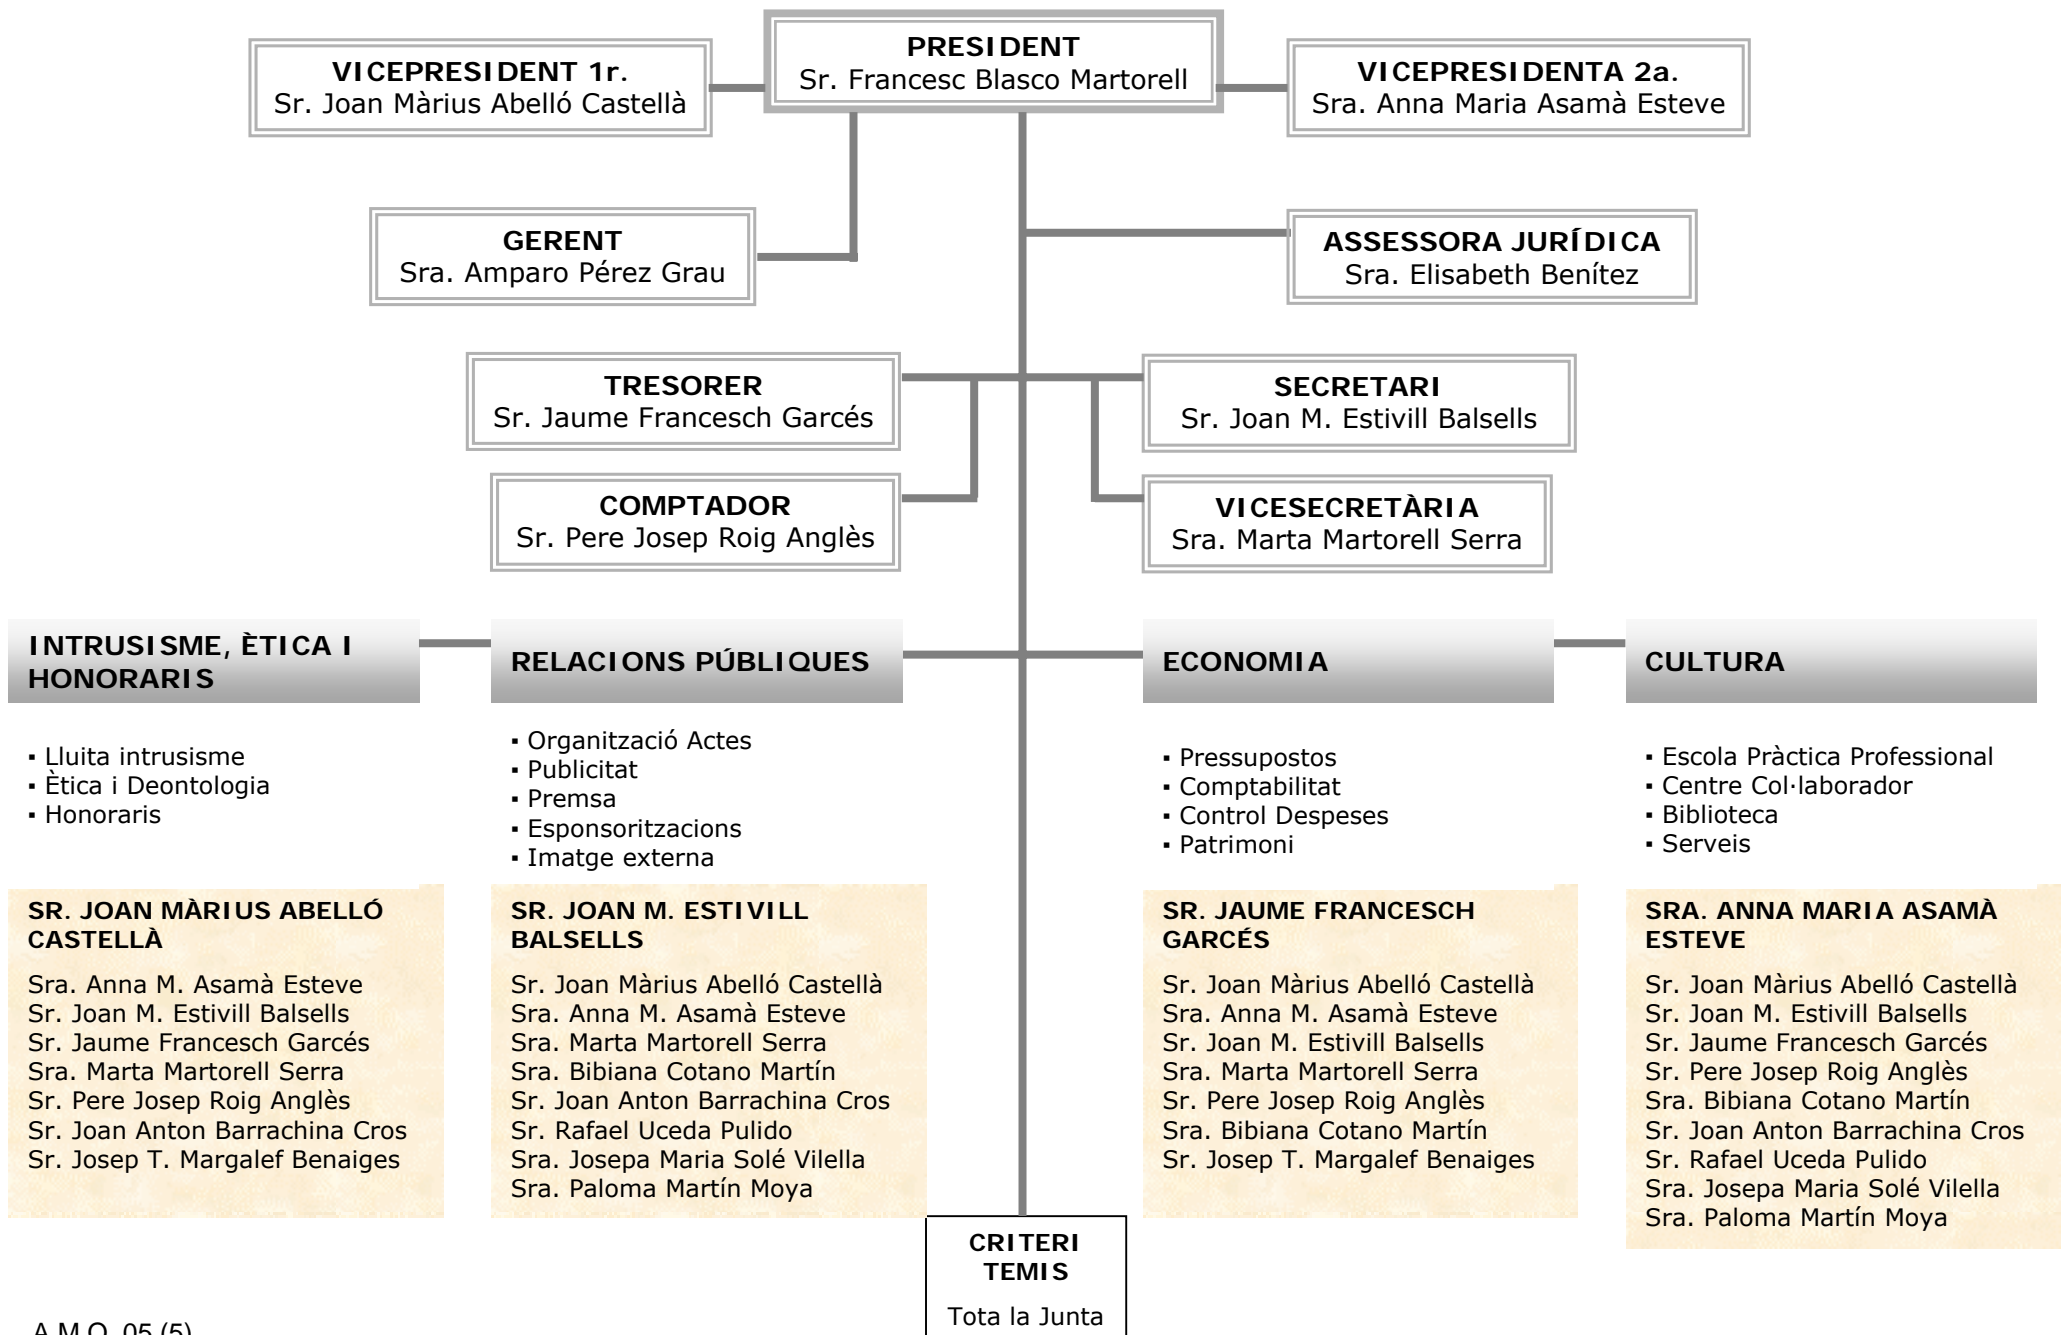 PRESIDENT
Sr. Francesc Blasco Martorell
VICEPRESIDENT 1r.
Sr. Joan Màrius Abelló Castellà
VICEPRESIDENTA 2a.
Sra. Anna Maria Asamà Esteve
GERENT
Sra. Amparo Pérez Grau
ASSESSORA JURÍDICA
Sra. Elisabeth Benítez
TRESORER
Sr. Jaume Francesch Garcés
SECRETARI
Sr. Joan M. Estivill Balsells
COMPTADOR
Sr. Pere Josep Roig Anglès
VICESECRETÀRIA
Sra. Marta Martorell Serra
INTRUSISME, ÈTICA I
HONORARIS
▪ Lluita intrusisme
▪ Ètica i Deontologia
▪ Honoraris
SR. JOAN MÀRIUS ABELLÓ
CASTELLÀ
Sra. Anna M. Asamà Esteve
Sr. Joan M. Estivill Balsells
Sr. Jaume Francesch Garcés
Sra. Marta Martorell Serra
Sr. Pere Josep Roig Anglès
Sr. Joan Anton Barrachina Cros
Sr. Josep T. Margalef Benaiges
RELACIONS PÚBLIQUES
▪ Organització Actes
▪ Publicitat
▪ Premsa
▪ Esponsoritzacions
▪ Imatge externa
SR. JOAN M. ESTIVILL
BALSELLS
Sr. Joan Màrius Abelló Castellà
Sra. Anna M. Asamà Esteve
Sra. Marta Martorell Serra
Sra. Bibiana Cotano Martín
Sr. Joan Anton Barrachina Cros
Sr. Rafael Uceda Pulido
Sra. Josepa Maria Solé Vilella
Sra. Paloma Martín Moya
ECONOMIA
▪ Pressupostos
▪ Comptabilitat
▪ Control Despeses
▪ Patrimoni
SR. JAUME FRANCESCH
GARCÉS
Sr. Joan Màrius Abelló Castellà
Sra. Anna M. Asamà Esteve
Sr. Joan M. Estivill Balsells
Sra. Marta Martorell Serra
Sr. Pere Josep Roig Anglès
Sra. Bibiana Cotano Martín
Sr. Josep T. Margalef Benaiges
CULTURA
▪ Escola Pràctica Professional
▪ Centre Col·laborador
▪ Biblioteca
▪ Serveis
SRA. ANNA MARIA ASAMÀ
ESTEVE
Sr. Joan Màrius Abelló Castellà
Sr. Joan M. Estivill Balsells
Sr. Jaume Francesch Garcés
Sr. Pere Josep Roig Anglès
Sra. Bibiana Cotano Martín
Sr. Joan Anton Barrachina Cros
Sr. Rafael Uceda Pulido
Sra. Josepa Maria Solé Vilella
Sra. Paloma Martín Moya
CRITERI
TEMIS
Tota la Junta
A.M.O. 05 (5)